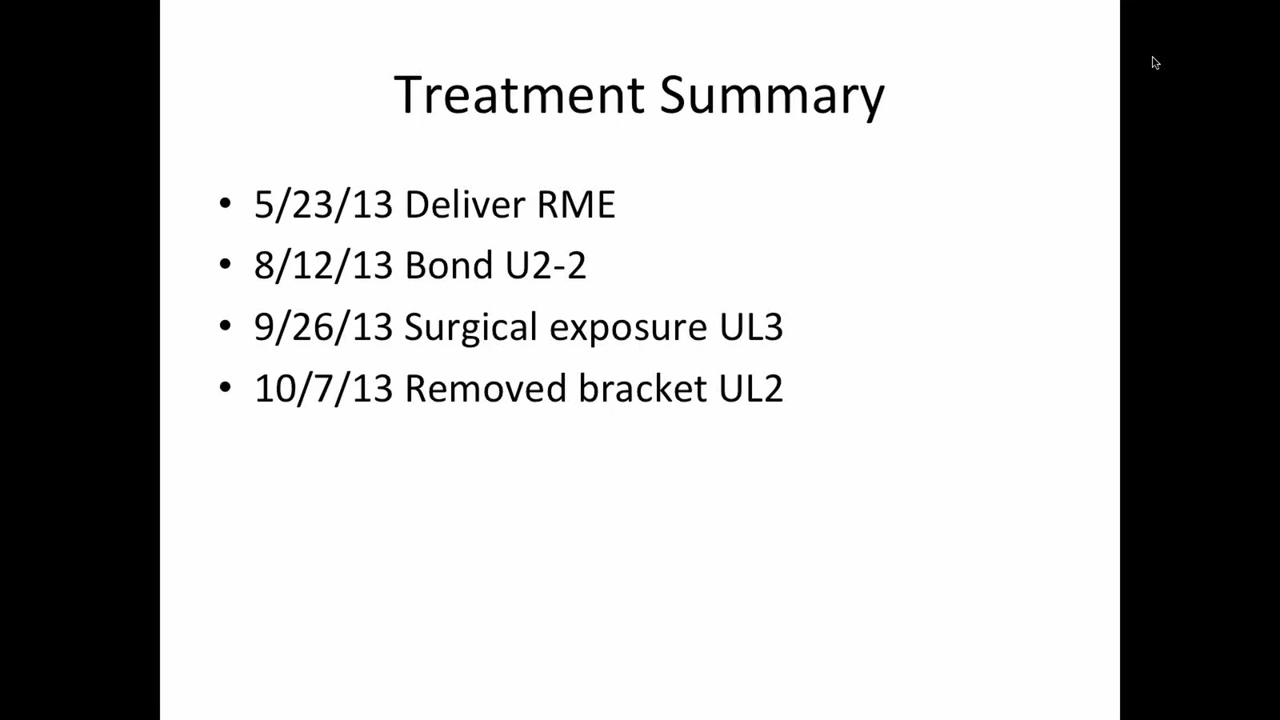 Treatment Summary
• 5/23/13 Deliver RME
• 8/12/13 Bond U2-2
• 9/26/13 Surgical exposure UL3
• 10/7/13 Removed bracket UL2